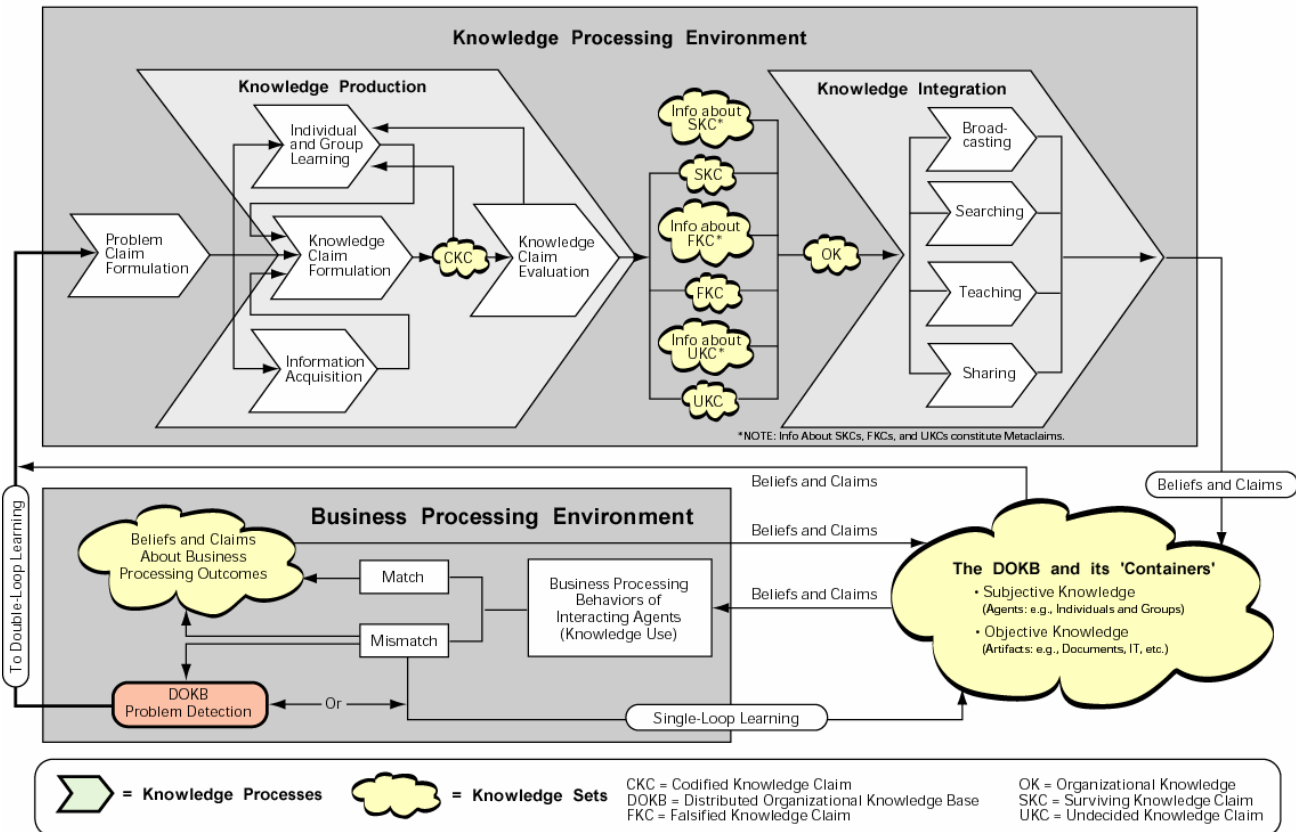 Knowledge Processing Environment
Knowledge Production
Knowledge Integration
Individual
and Group
Learning
Problem
Claim
Formulation
Knowledge
Claim
Formulation
CKC
Knowledge
Claim
Evaluation
Information
Acquisition
Info about
SKC*
SKC
Info about
FKC*
FKC
Info about
UKC*
UKC
OK
Broad-
casting
Searching
Teaching
Sharing
*NOTE: Info About SKCs, FKCs, and UKCs constitute Metaclaims.
Beliefs and Claims
Beliefs and Claims
To Double-Loop Learning
Business Processing Environment
Beliefs and Claims
About Business
Processing Outcomes
Beliefs and Claims
Match
Mismatch
Business Processing
Behaviors of
Interacting Agents
(Knowledge Use)
Beliefs and Claims
The DOKB and its 'Containers'
• Subjective Knowledge
(Agents: e.g., Individuals and Groups)
• Objective Knowledge
(Artifacts: e.g., Documents, IT, etc.)
DOKB
Problem Detection
Or
Single-Loop Learning
= Knowledge Processes
= Knowledge Sets
CKC = Codified Knowledge Claim
DOKB = Distributed Organizational Knowledge Base
FKC = Falsified Knowledge Claim
OK = Organizational Knowledge
SKC = Surviving Knowledge Claim
UKC = Undecided Knowledge Claim